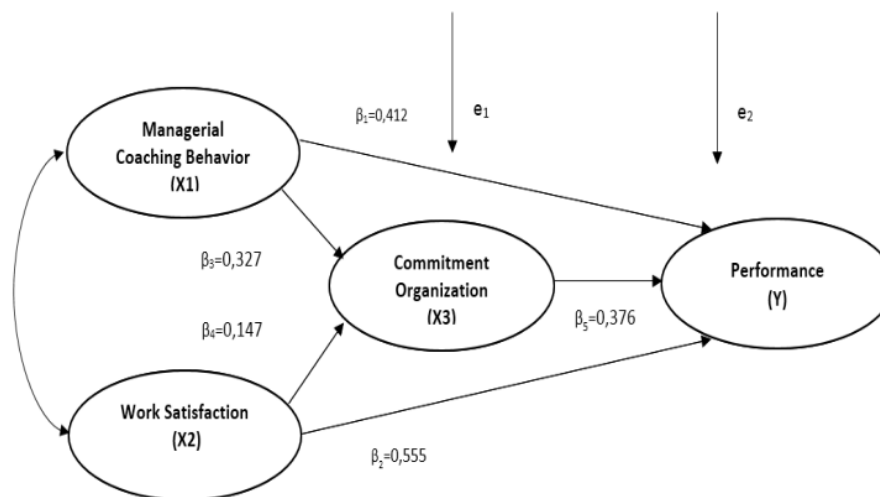 β₁=0,412
e₁
e₂
Managerial
Coaching Behavior
(X1)
β₃=0,327
Commitment
Organization
(X3)
Performance
(Y)
β₄=0,147
β₅=0,376
Work Satisfaction
(X2)
β₂=0,555